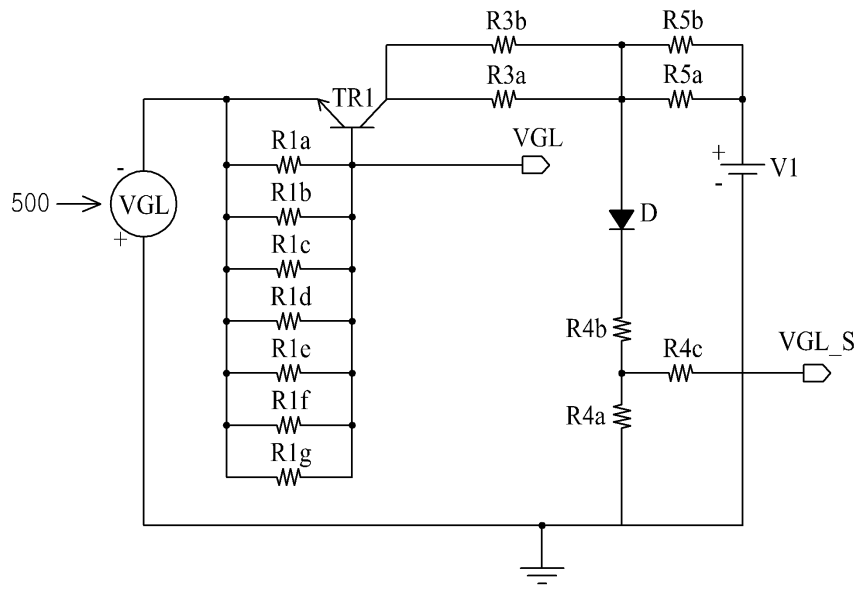 R3b
R5b
R3a
R5a
TR1
VGL
R1a
+
V1
-
-
500
VGL
+
R1b
D
R1c
R1d
R4b
VGL_S
R1e
R4c
R1f
R4a
R1g